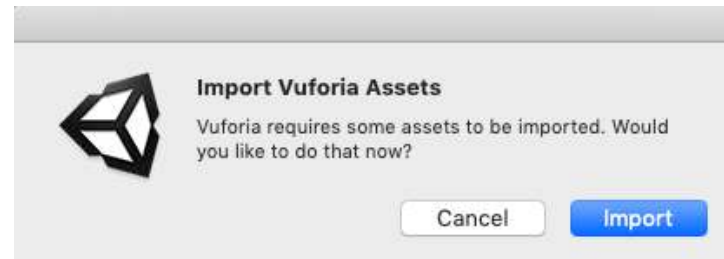 Import Vuforia Assets
Vuforia requires some assets to be imported. Would
you like to do that now?
Cancel
Import